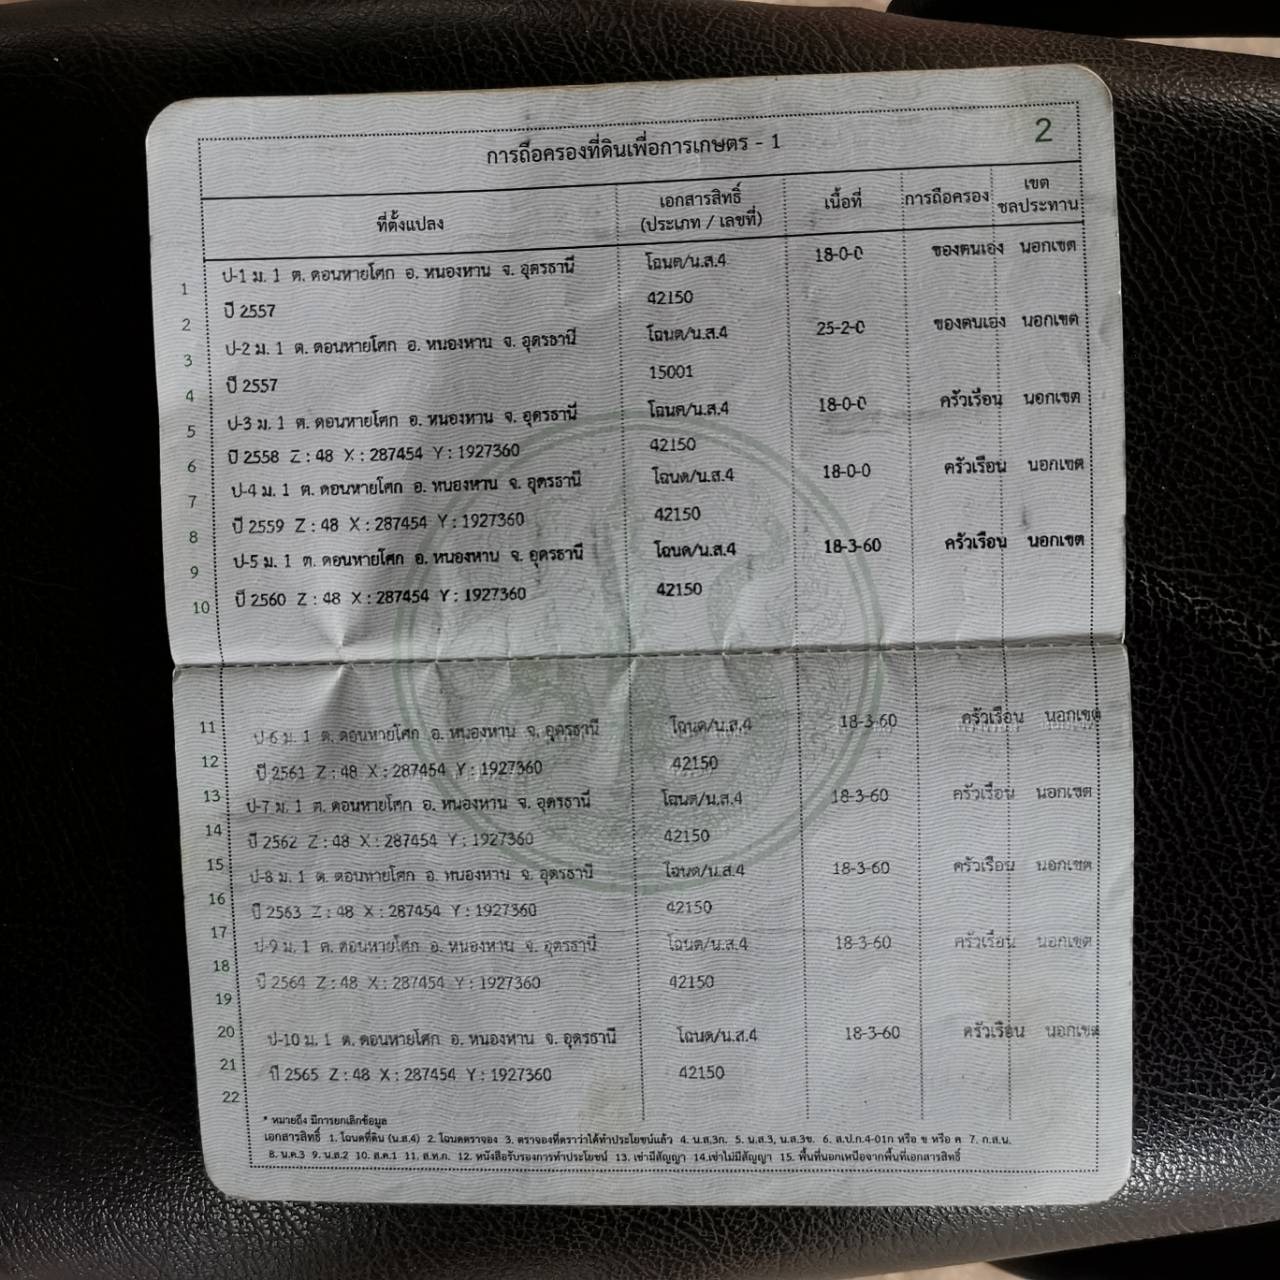 2
การถือครองที่ดินเพื่อการเกษตร - 1
ที่ตั้งแปลง เอกสารสิทธิ์ (ประเภท / เลขที่) เนื้อที่ การถือครอง เขตชลประทาน
1 ป-1 ม. 1 ต. ดอนหายโศก อ. หนองหาน จ. อุดรธานี โฉนด/น.ส.4 18-0-0 ของตนเอง นอกเขต
2 ปี 2557 42150
3 ป-2 ม. 1 ต. ดอนหายโศก อ. หนองหาน จ. อุดรธานี โฉนด/น.ส.4 25-2-0 ของตนเอง นอกเขต
4 ปี 2557 15001
5 ป-3 ม. 1 ต. ดอนหายโศก อ. หนองหาน จ. อุดรธานี โฉนด/น.ส.4 18-0-0 ครัวเรือน นอกเขต
6 ปี 2558 Z : 48 X : 287454 Y : 1927360 42150
7 ป-4 ม. 1 ต. ดอนหายโศก อ. หนองหาน จ. อุดรธานี โฉนด/น.ส.4 18-0-0 ครัวเรือน นอกเขต
8 ปี 2559 Z : 48 X : 287454 Y : 1927360 42150
9 ป-5 ม. 1 ต. ดอนหายโศก อ. หนองหาน จ. อุดรธานี โฉนด/น.ส.4 18-3-60 ครัวเรือน นอกเขต
10 ปี 2560 Z : 48 X : 287454 Y : 1927360 42150
11 ป-6 ม. 1 ต. ดอนหายโศก อ. หนองหาน จ. อุดรธานี โฉนด/น.ส.4 18-3-60 ครัวเรือน นอกเขต
12 ปี 2561 Z : 48 X : 287454 Y : 1927360 42150
13 ป-7 ม. 1 ต. ดอนหายโศก อ. หนองหาน จ. อุดรธานี โฉนด/น.ส.4 18-3-60 ครัวเรือน นอกเขต
14 ปี 2562 Z : 48 X : 287454 Y : 1927360 42150
15 ป-8 ม. 1 ต. ดอนหายโศก อ. หนองหาน จ. อุดรธานี โฉนด/น.ส.4 18-3-60 ครัวเรือน นอกเขต
16 ปี 2563 Z : 48 X : 287454 Y : 1927360 42150
17 ป-9 ม. 1 ต. ดอนหายโศก อ. หนองหาน จ. อุดรธานี โฉนด/น.ส.4 18-3-60 ครัวเรือน นอกเขต
18 ปี 2564 Z : 48 X : 287454 Y : 1927360 42150
19
20 ป-10 ม. 1 ต. ดอนหายโศก อ. หนองหาน จ. อุดรธานี โฉนด/น.ส.4 18-3-60 ครัวเรือน นอกเขต
21 ปี 2565 Z : 48 X : 287454 Y : 1927360 42150
22
* หมายถึง มีการยกเลิกข้อมูล
เอกสารสิทธิ์ 1. โฉนดที่ดิน (น.ส.4) 2. โฉนดตราจอง 3. ตราจองที่ตราว่าได้ทำประโยชน์แล้ว 4. น.ส.3ก. 5. น.ส.3, น.ส.3ข. 6. ส.ป.ก.4-01ก หรือ ข หรือ ค 7. ก.ส.น.
8. น.ค.3 9. น.ส.2 10. ส.ค.1 11. ส.ท.ก. 12. หนังสือรับรองการทำประโยชน์ 13. เช่ามีสัญญา 14.เช่าไม่มีสัญญา 15. พื้นที่นอกเหนือจากพื้นที่เอกสารสิทธิ์